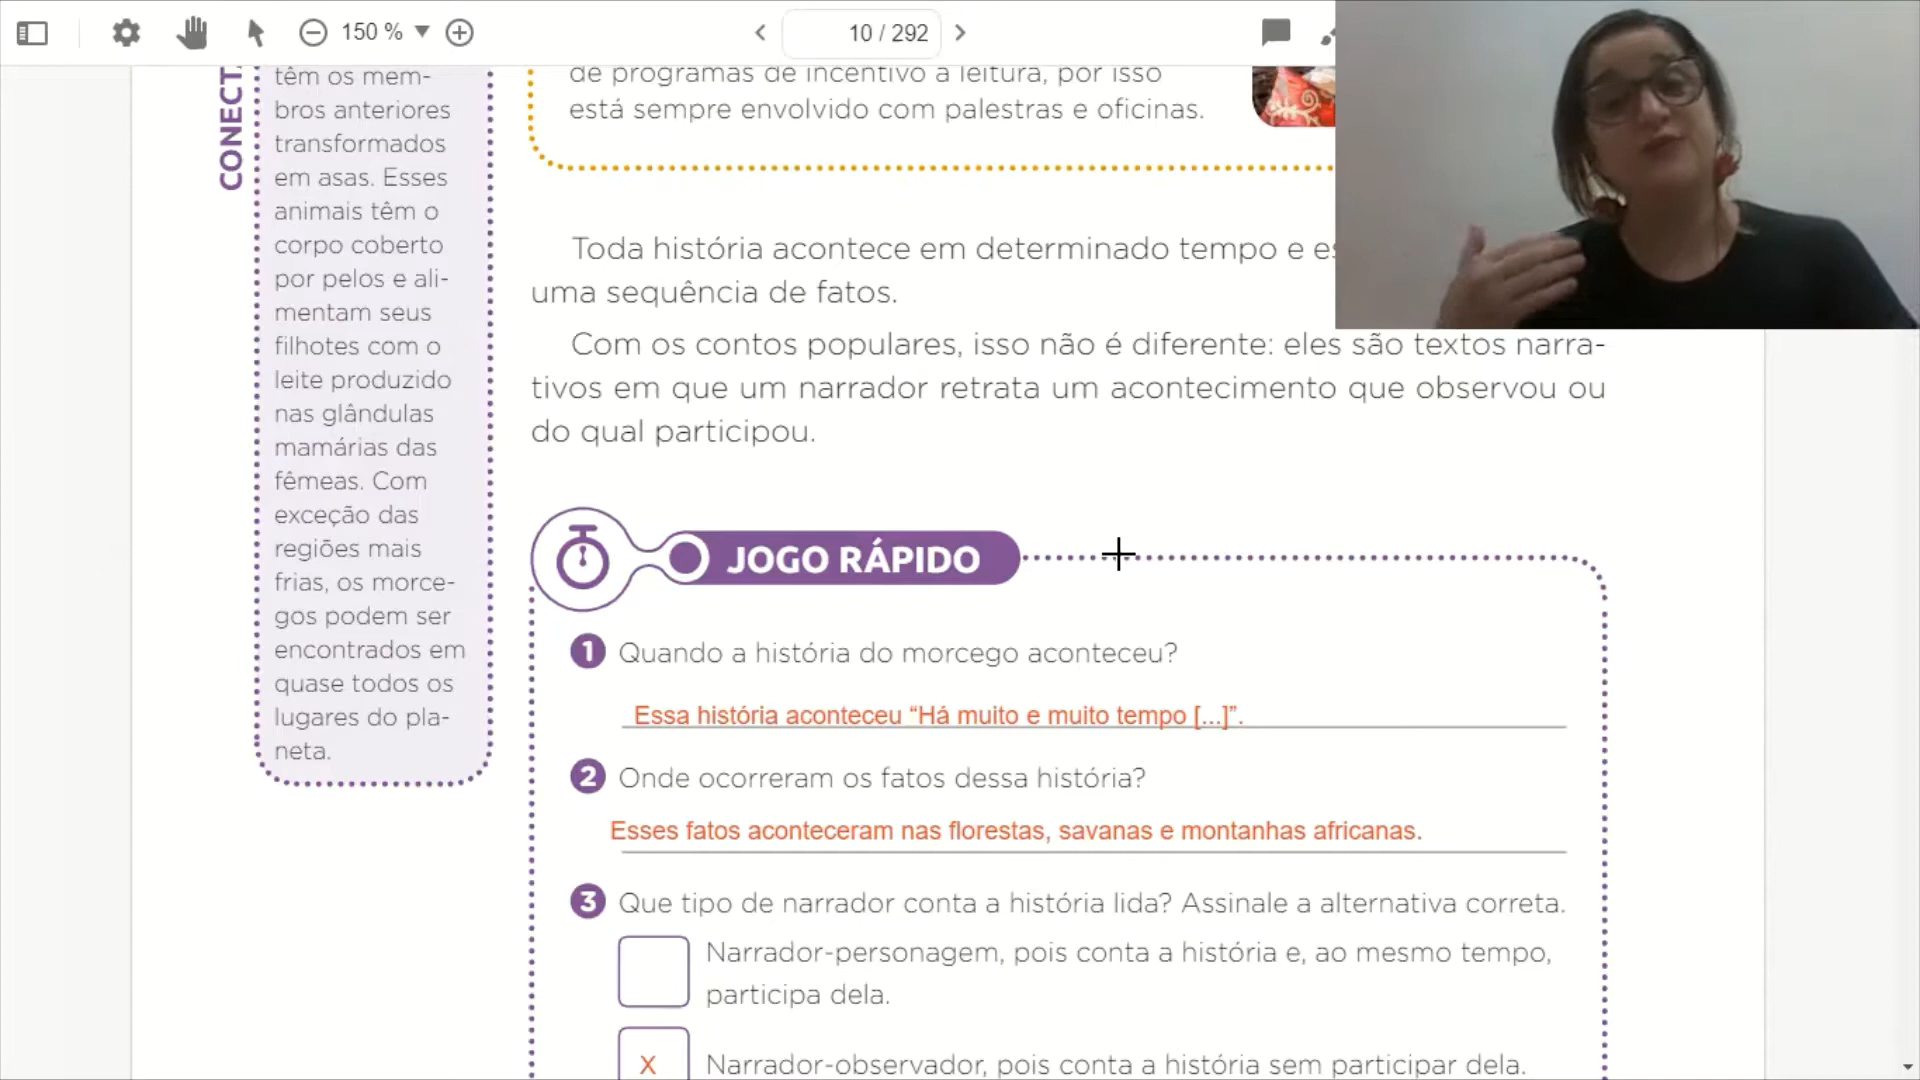 150 %
10 / 292
CONECT
têm os mem-
bros anteriores
transformados
em asas. Esses
animais têm o
corpo coberto
por pelos e ali-
mentam seus
filhotes com o
leite produzido
nas glândulas
mamárias das
fêmeas. Com
exceção das
regiões mais
frias, os morce-
gos podem ser
encontrados em
quase todos os
lugares do pla-
neta.
de programas de incentivo à leitura, por isso
está sempre envolvido com palestras e oficinas.
Toda história acontece em determinado tempo e es
uma sequência de fatos.
Com os contos populares, isso não é diferente: eles são textos narra-
tivos em que um narrador retrata um acontecimento que observou ou
do qual participou.
JOGO RÁPIDO
1 Quando a história do morcego aconteceu?
Essa história aconteceu “Há muito e muito tempo [...]”.
2 Onde ocorreram os fatos dessa história?
Esses fatos aconteceram nas florestas, savanas e montanhas africanas.
3 Que tipo de narrador conta a história lida? Assinale a alternativa correta.
Narrador-personagem, pois conta a história e, ao mesmo tempo,
participa dela.
X Narrador-observador, pois conta a história sem participar dela.